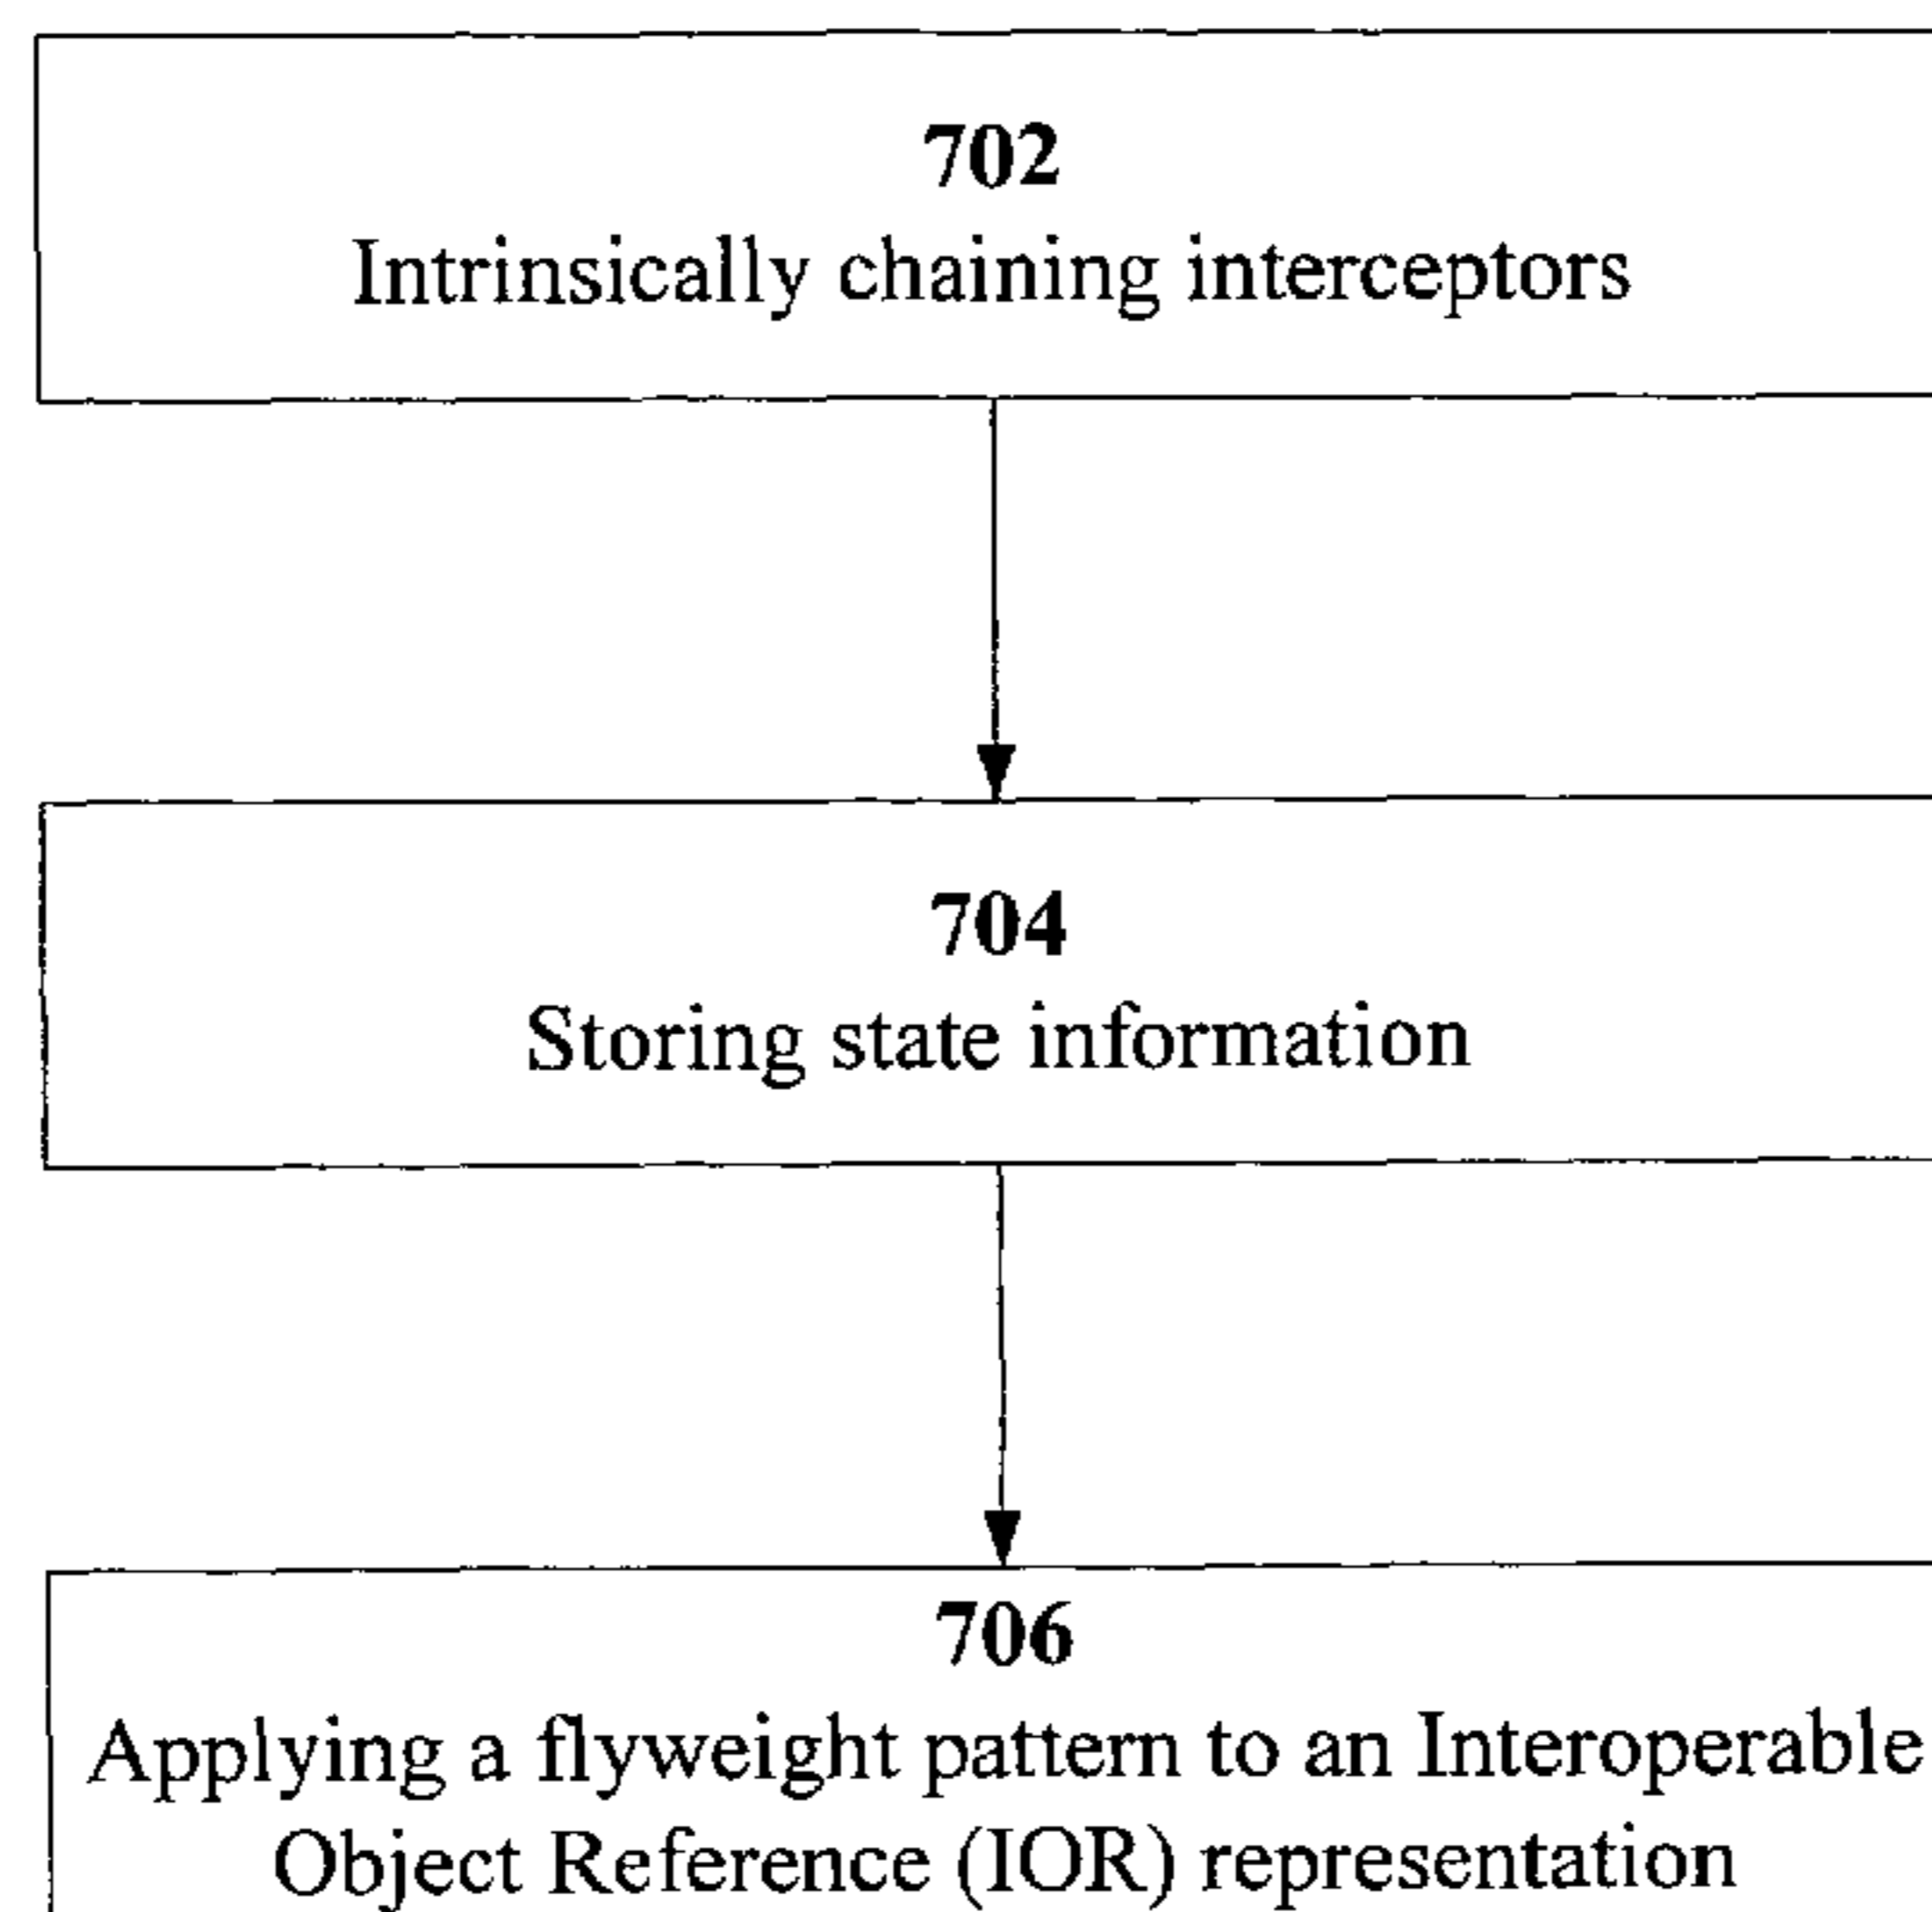 702
Intrinsically chaining interceptors
704
Storing state information
706
Applying a flyweight pattern to an Interoperable
Object Reference (IOR) representation